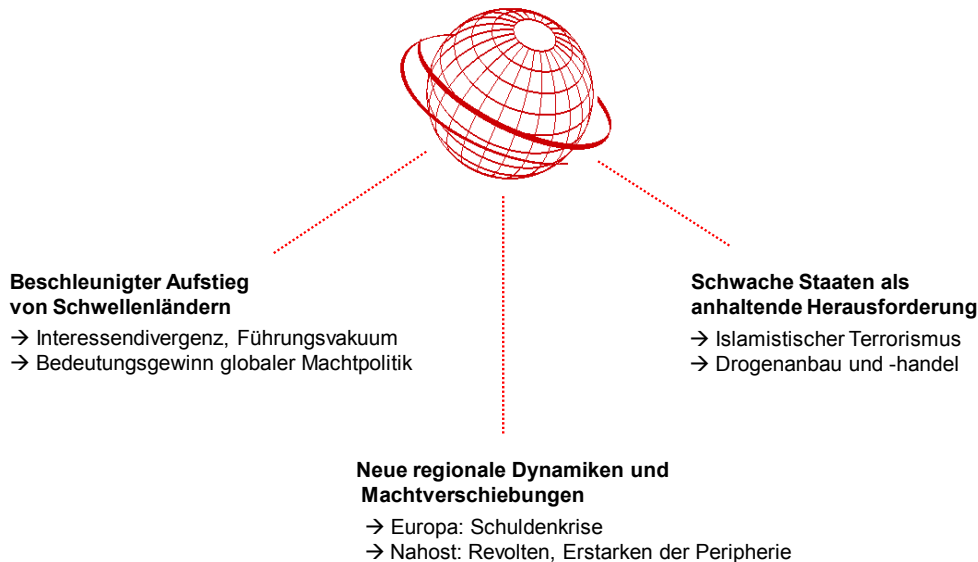 Beschleunigter Aufstieg
von Schwellenländern
→ Interessendivergenz, Führungsvakuum
→ Bedeutungsgewinn globaler Machtpolitik
Schwache Staaten als
anhaltende Herausforderung
→ Islamistischer Terrorismus
→ Drogenanbau und -handel
Neue regionale Dynamiken und
Machtverschiebungen
→ Europa: Schuldenkrise
→ Nahost: Revolten, Erstarken der Peripherie